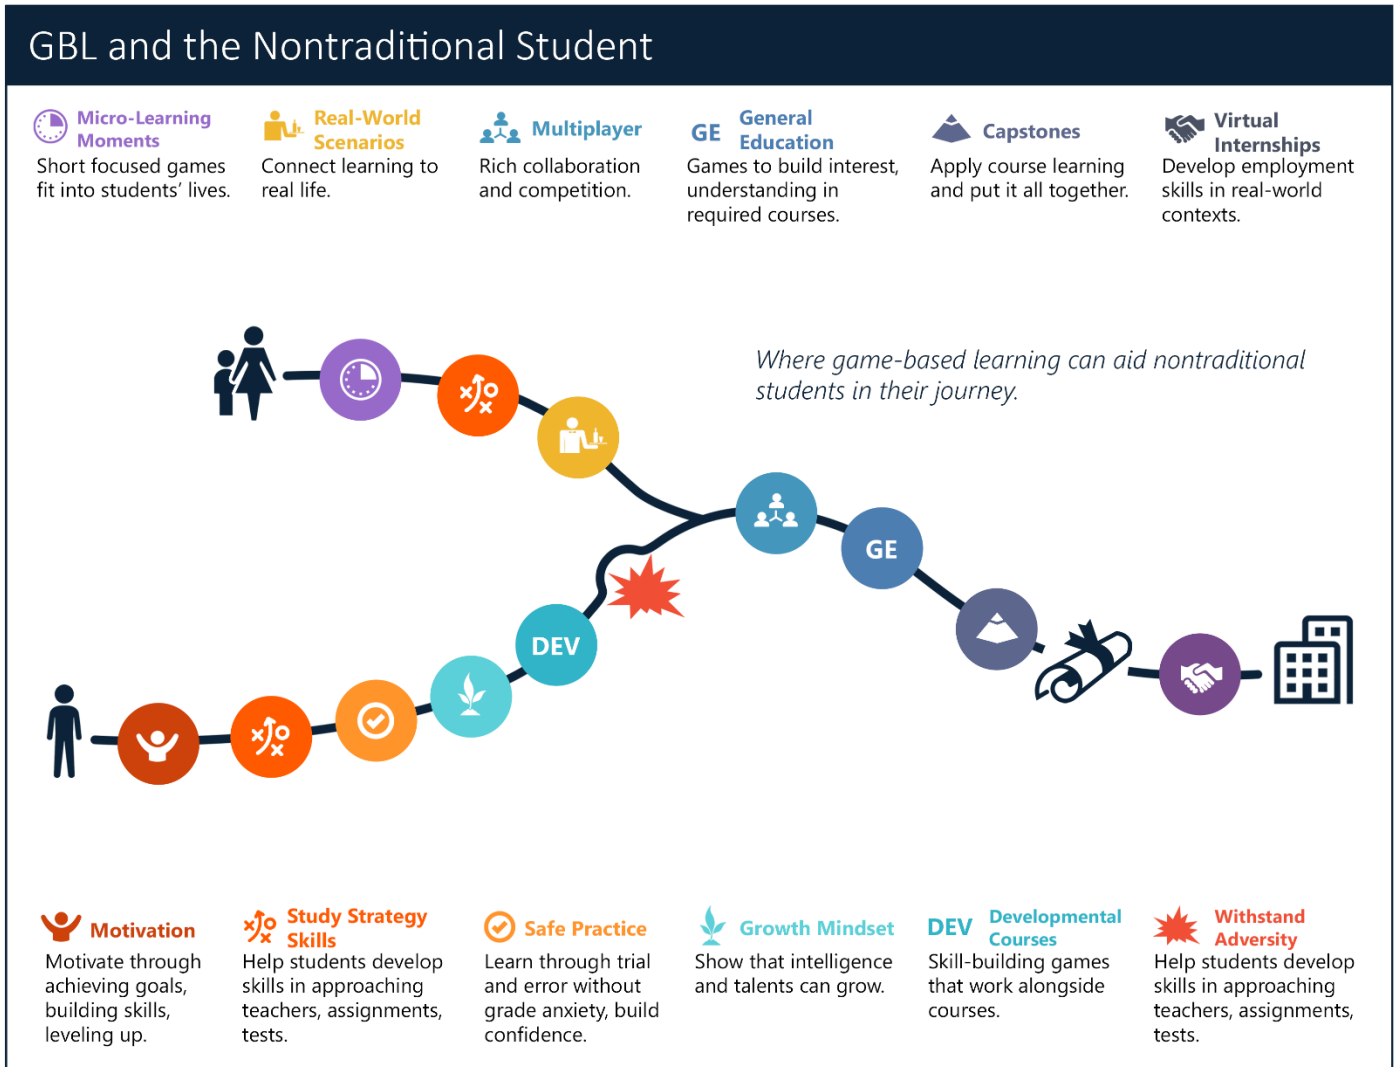 GBL and the Nontraditional Student
Micro-Learning
Moments
Short focused games
fit into students' lives.
Real-World
Scenarios
Connect learning to
real life.
Multiplayer
Rich collaboration
and competition.
GE
General
Education
Games to build interest,
understanding in
required courses.
Capstones
Apply course learning
and put it all together.
Virtual
Internships
Develop employment
skills in real-world
contexts.
Where game-based learning can aid nontraditional
students in their journey.
GE
DEV
Motivation
Motivate through
achieving goals,
building skills,
leveling up.
Study Strategy
Skills
Help students develop
skills in approaching
teachers, assignments,
tests.
Safe Practice
Learn through trial
and error without
grade anxiety, build
confidence.
Growth Mindset
Show that intelligence
and talents can grow.
DEV
Developmental
Courses
Skill-building games
that work alongside
courses.
Withstand
Adversity
Help students develop
skills in approaching
teachers, assignments,
tests.